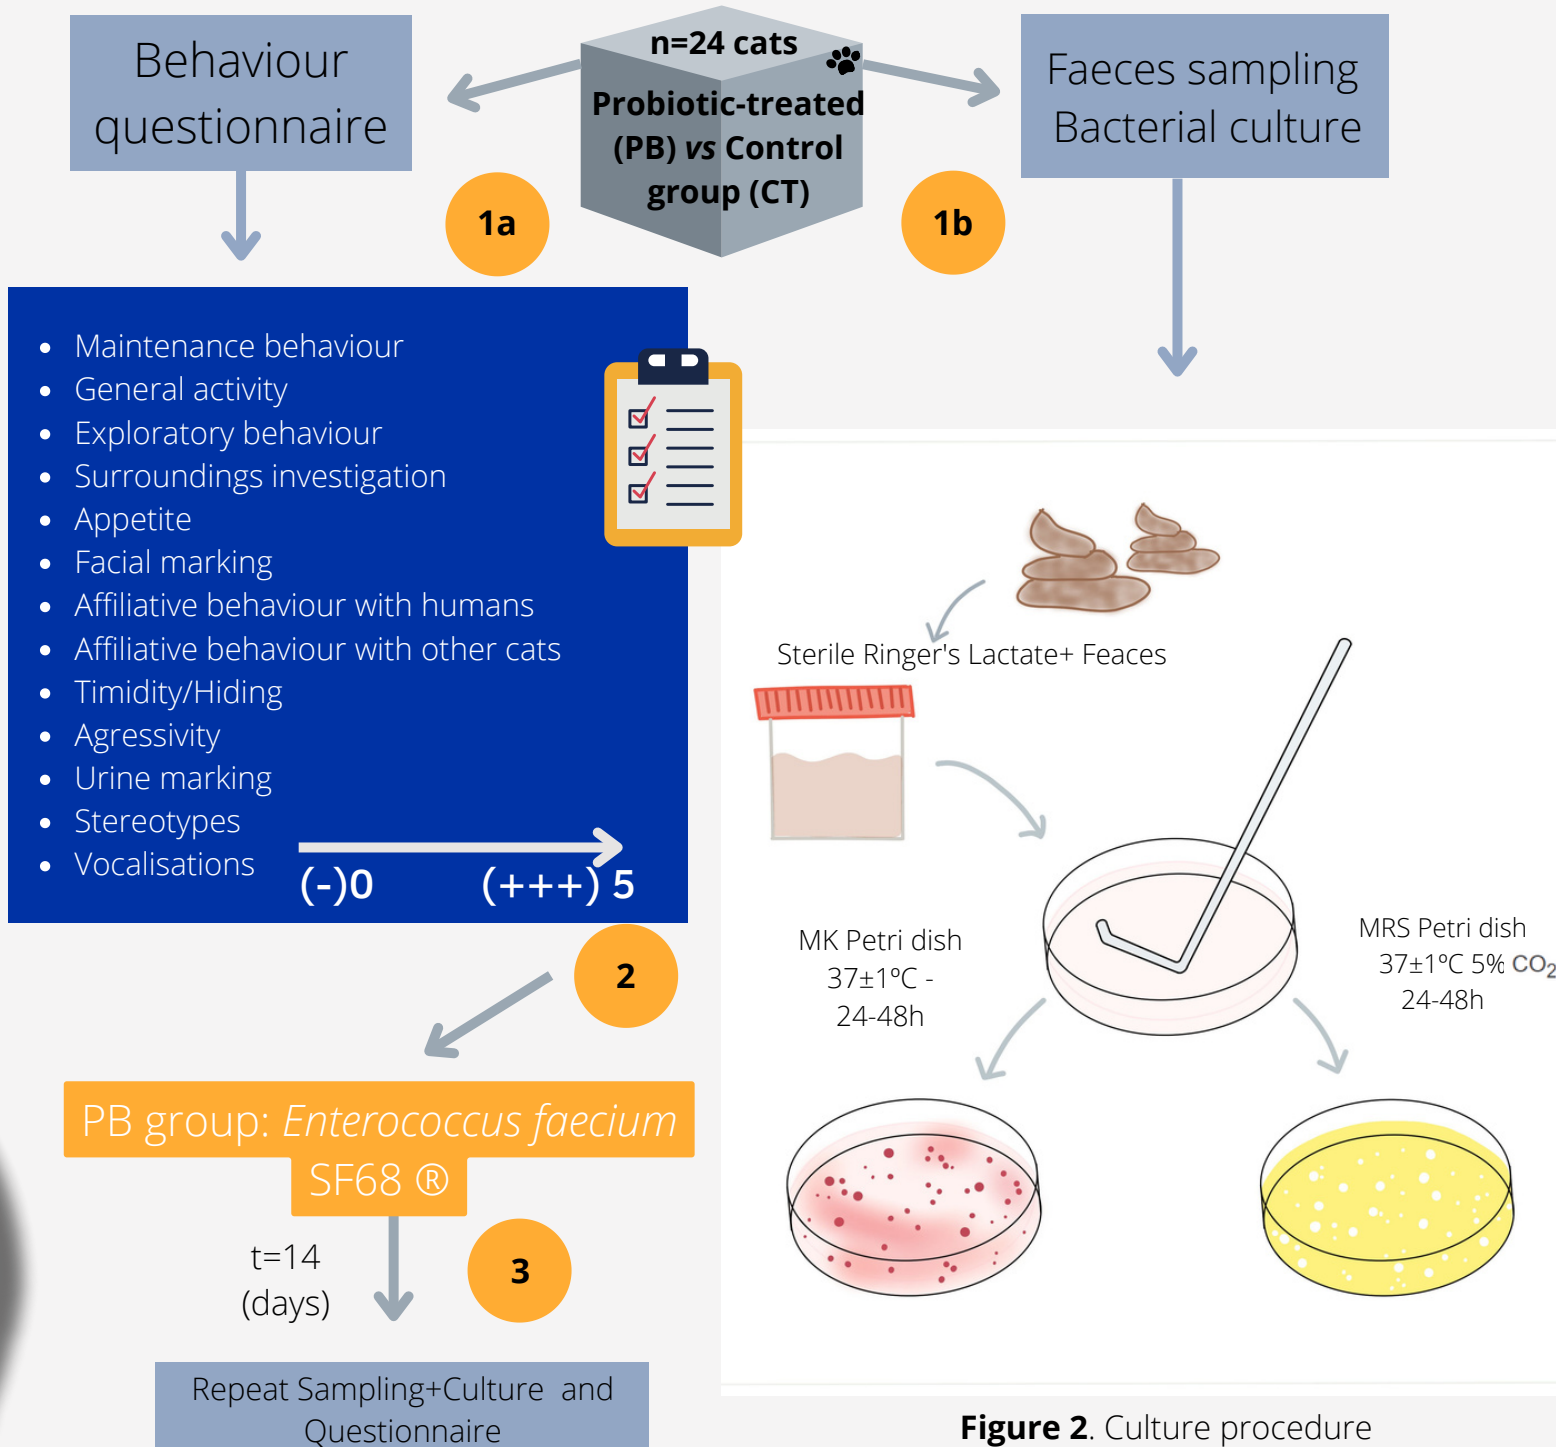 Behaviour
questionnaire
n=24 cats
Probiotic-treated
(PB) vs Control
group (CT)
Faeces sampling
Bacterial culture
1a
1b
• Maintenance behaviour
• General activity
• Exploratory behaviour
• Surroundings investigation
• Appetite
• Facial marking
• Affiliative behaviour with humans
• Affiliative behaviour with other cats
• Timidity/Hiding
• Agressivity
• Urine marking
• Stereotypes
• Vocalisations
(-)0 (+++) 5
2
PB group: Enterococcus faecium
SF68 ®
t=14
(days)
3
Repeat Sampling+Culture and
Questionnaire
Sterile Ringer's Lactate+ Feaces
MK Petri dish
37±1ºC -
24-48h
MRS Petri dish
37±1ºC 5% CO₂
24-48h
Figure 2. Culture procedure